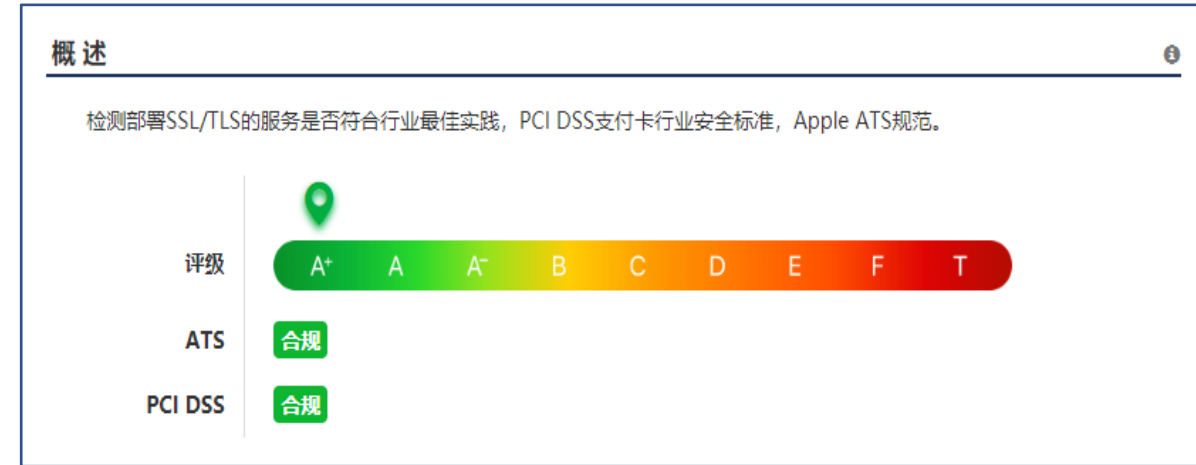 概述
检测部署SSL/TLS的服务是否符合行业最佳实践，PCI DSS支付卡行业安全标准，Apple ATS规范。
评级 A⁺ A A⁻ B C D E F T
ATS 合规
PCI DSS 合规